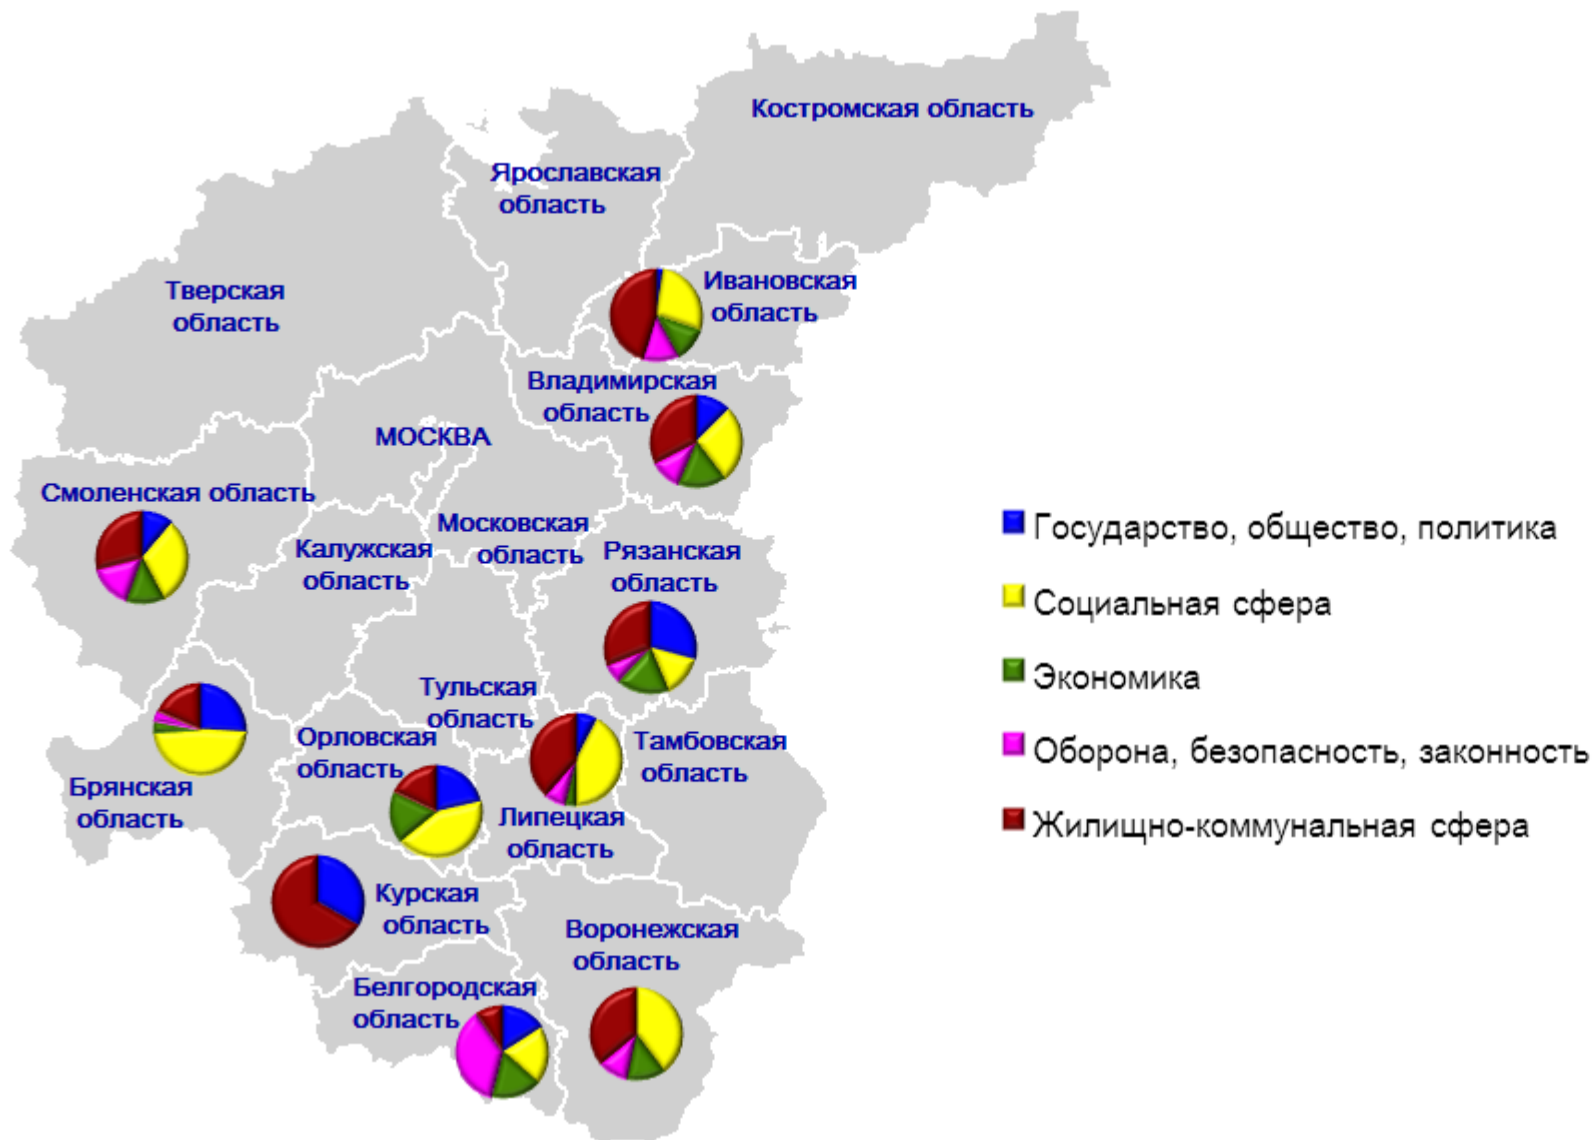 Костромская область
Ярославская
область
Тверская
область
Ивановская
область
Владимирская
область
МОСКВА
Смоленская область
Московская
область
Калужская
область
Рязанская
область
Тульская
область
Орловская
область
Тамбовская
область
Брянская
область
Липецкая
область
Курская
область
Воронежская
область
Белгородская
область
Государство, общество, политика
Социальная сфера
Экономика
Оборона, безопасность, законность
Жилищно-коммунальная сфера